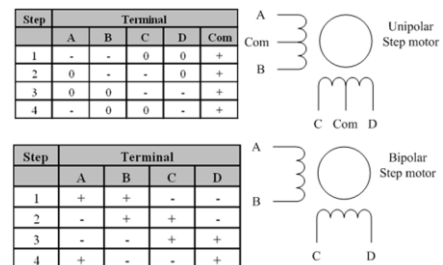 Step Terminal
A B C D Com
1 - - 0 0 +
2 0 - - 0 +
3 0 0 - - +
4 - 0 0 - +
A
Com
B
C Com D
Unipolar
Step motor
Step Terminal
A B C D
1 + + - -
2 - + + -
3 - - + +
4 + - - +
A
B
C D
Bipolar
Step motor